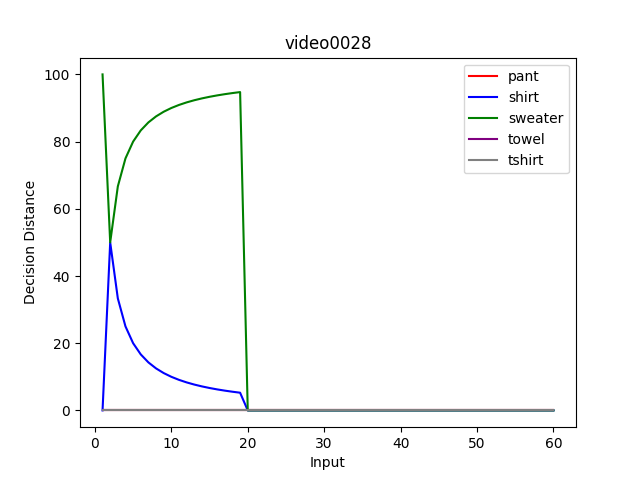 video0028
100
80
60
40
20
0
Decision Distance
0 10 20 30 40 50 60
Input
pant
shirt
sweater
towel
tshirt